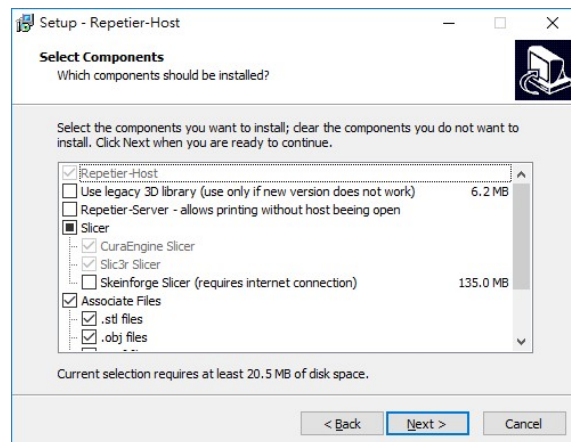 Setup - Repetier-Host
Select Components
Which components should be installed?
Select the components you want to install; clear the components you do not want to
install. Click Next when you are ready to continue.
Repetier-Host
Use legacy 3D library (use only if new version does not work) 6.2 MB
Repetier-Server - allows printing without host beeing open
Slicer
CuraEngine Slicer
Slic3r Slicer
Skeinforge Slicer (requires internet connection) 135.0 MB
Associate Files
.stl files
.obj files
Current selection requires at least 20.5 MB of disk space.
< Back Next > Cancel